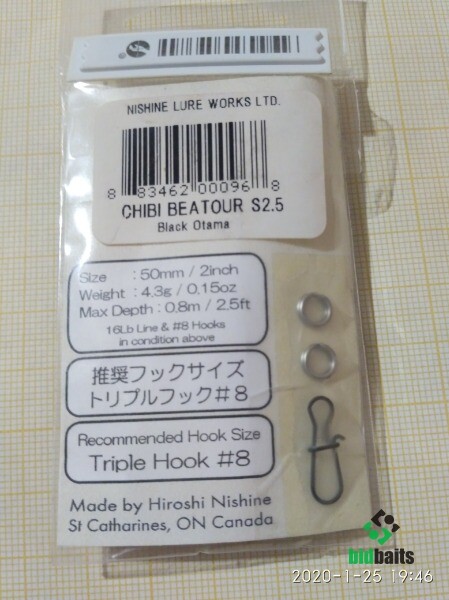 NISHINE LURE WORKS LTD.
8 83462 00096 8
CHIBI BEATOUR S2.5
Black Otama
Size : 50mm / 2inch
Weight : 4.3g / 0.15oz
Max Depth : 0.8m / 2.5ft
16Lb Line & #8 Hooks
in condition above
推奨フックサイズ
トリプルフック#8
Recommended Hook Size
Triple Hook #8
Made by Hiroshi Nishine
St Catharines, ON Canada
bidbaits
2020-1-25 19:46